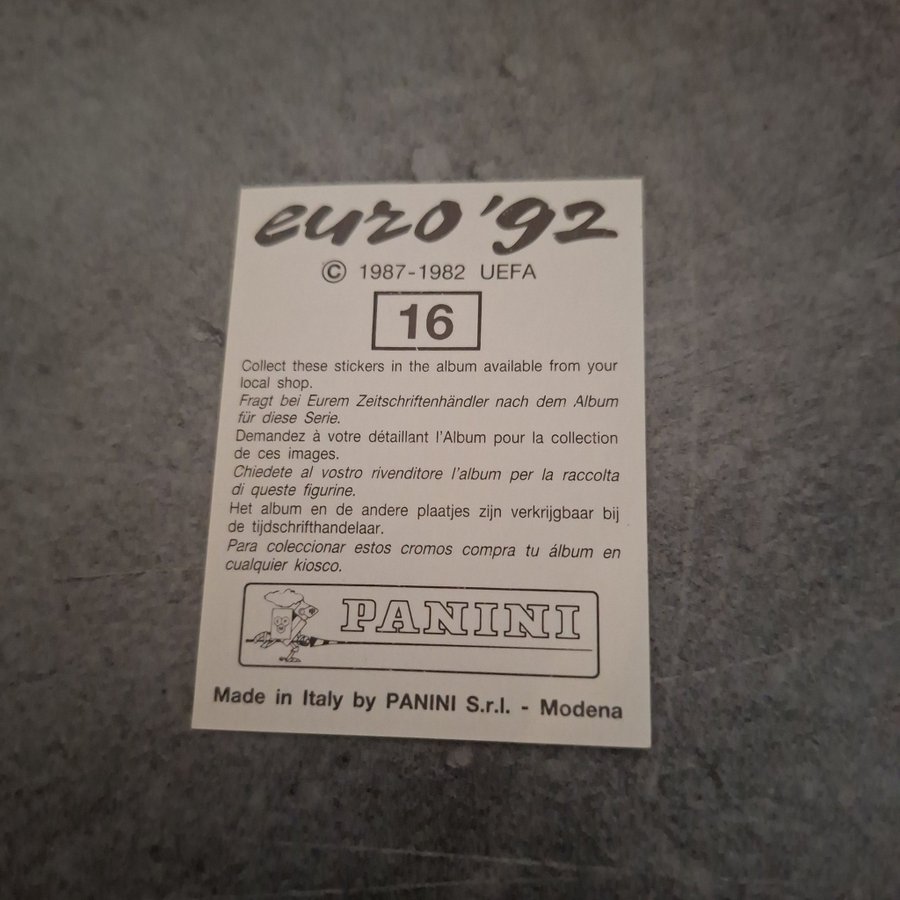 euro '92
© 1987-1982 UEFA
16
Collect these stickers in the album available from your
local shop.
Fragt bei Eurem Zeitschriftenhändler nach dem Album
für diese Serie.
Demandez à votre détaillant l'Album pour la collection
de ces images.
Chiedete al vostro rivenditore l'album per la raccolta
di queste figurine.
Het album en de andere plaatjes zijn verkrijgbaar bij
de tijdschrifthandelaar.
Para coleccionar estos cromos compra tu álbum en
cualquier kiosco.
PANINI
Made in Italy by PANINI S.r.l. - Modena